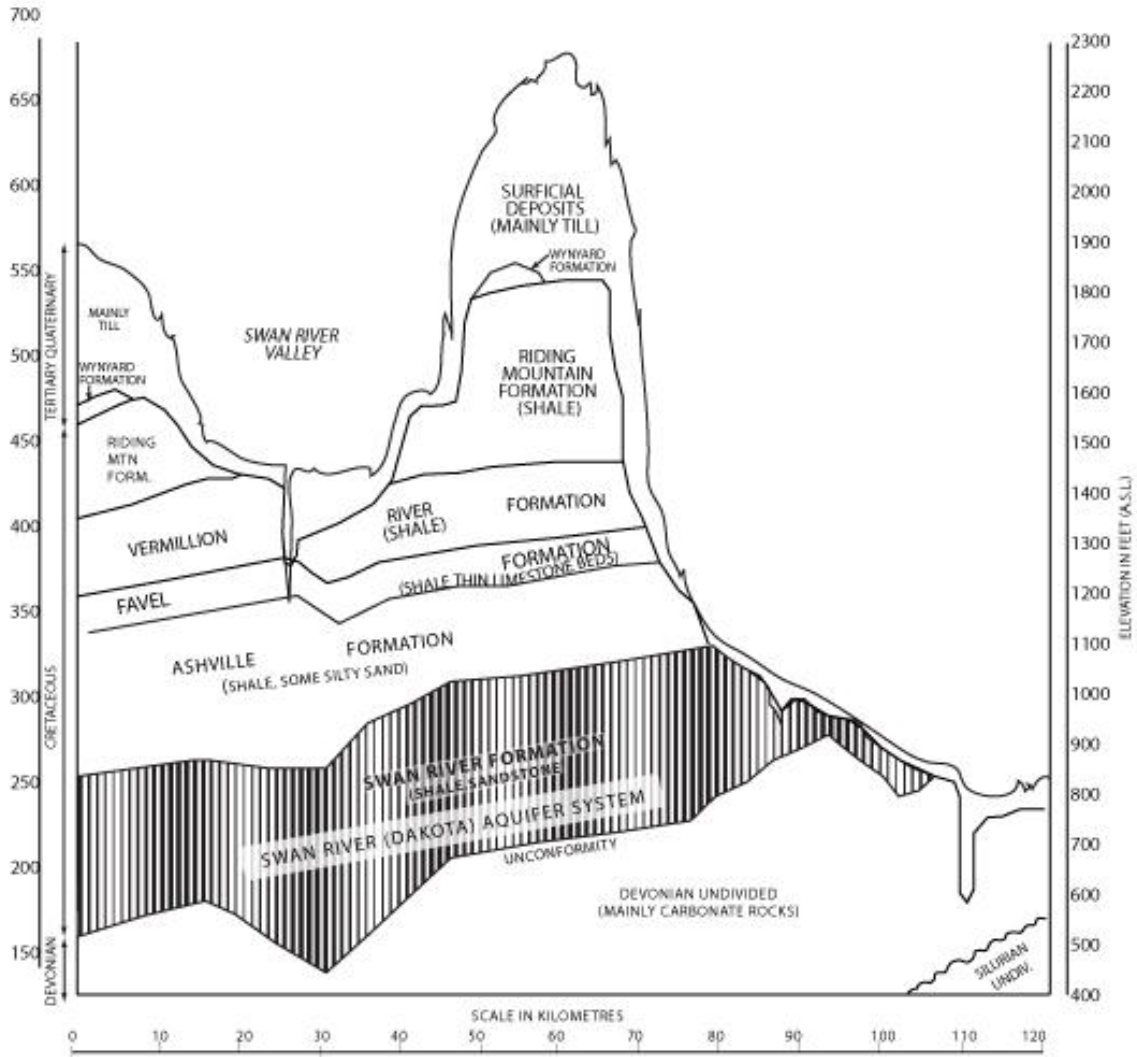 700
650
600
550
500
450
400
350
300
250
200
150
TERTIARY QUATERNARY
CRETACEOUS
DEVONIAN
MAINLY
TILL
WYNYARD
FORMATION
RIDING
MTN
FORM.
SWAN RIVER
VALLEY
SURFICIAL
DEPOSITS
(MAINLY TILL)
WYNYARD
FORMATION
RIDING
MOUNTAIN
FORMATION
(SHALE)
VERMILLION
RIVER
(SHALE)
FORMATION
FAVEL
FORMATION
(SHALE THIN LIMESTONE BEDS)
ASHVILLE
FORMATION
(SHALE, SOME SILTY SAND)
SWAN RIVER FORMATION
(SHALE, SANDSTONE
SWAN RIVER (DAKOTA) AQUIFER SYSTEM
UNCONFORMITY
DEVONIAN UNDIVIDED
(MAINLY CARBONATE ROCKS)
SILLIRIAN
UNDIV.
2300
2200
2100
2000
1900
1800
1700
1600
1500
1400
1300
1200
1100
1000
900
800
700
600
500
400
ELEVATION IN FEET (A.S.L.)
SCALE IN KILOMETRES
0 10 20 30 40 50 60 70 80 90 100 110 120